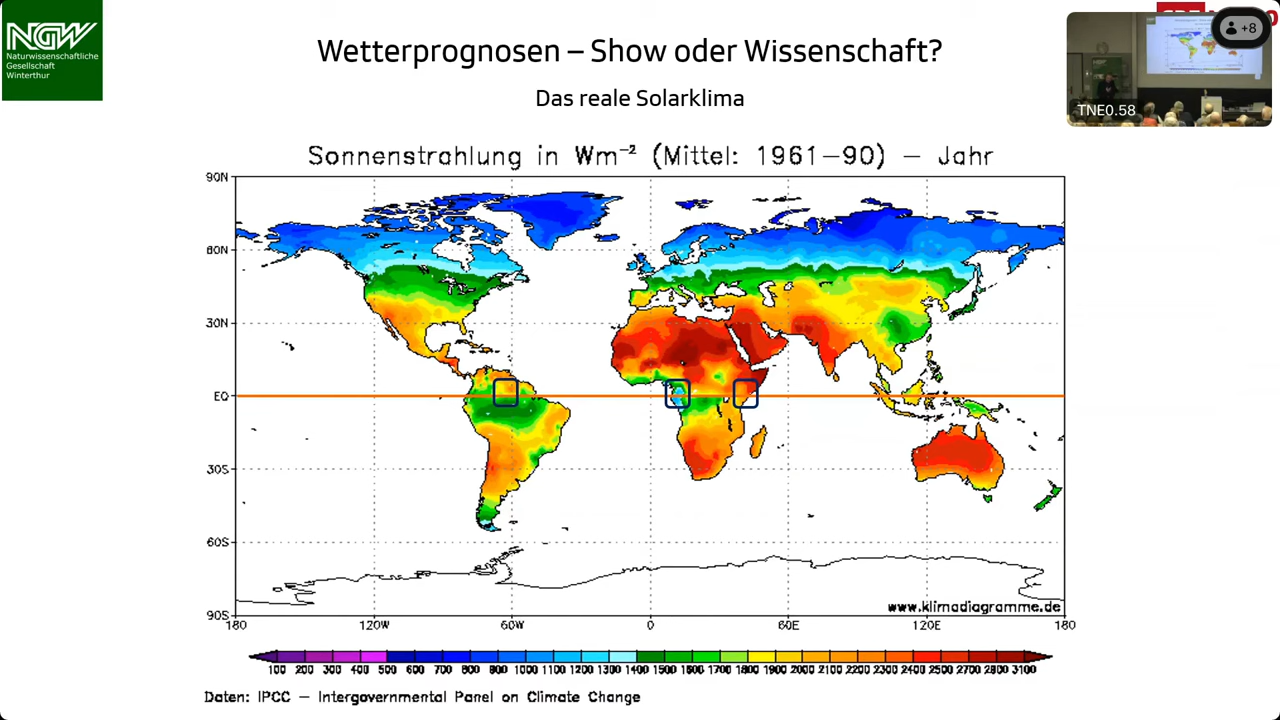 NGW
Naturwissenschaftliche
Gesellschaft
Winterthur
Wetterprognosen – Show oder Wissenschaft?
Das reale Solarklima
+8
TNE0.58
Sonnenstrahlung in Wm⁻² (Mittel: 1961–90) – Jahr
90N
60N
30N
EQ
30S
60S
90S
180 120W 60W 0 60E 120E 180
www.klimadiagramme.de
100 200 300 400 500 600 700 800 900 1000 1100 1200 1300 1400 1500 1600 1700 1800 1900 2000 2100 2200 2300 2400 2500 2700 2800 3100
Daten: IPCC – Intergovernmental Panel on Climate Change